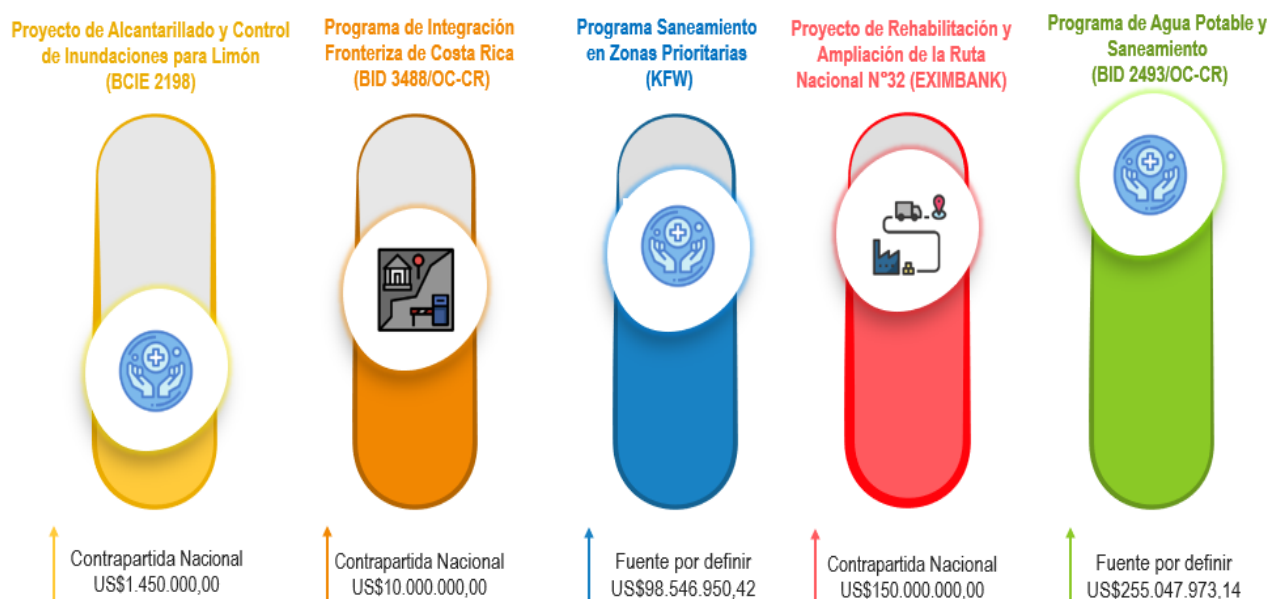 Proyecto de Alcantarillado y Control
de Inundaciones para Limón
(BCIE 2198)
Programa de Integración
Fronteriza de Costa Rica
(BID 3488/OC-CR)
Programa Saneamiento
en Zonas Prioritarias
(KFW)
Proyecto de Rehabilitación y
Ampliación de la Ruta
Nacional N°32 (EXIMBANK)
Programa de Agua Potable y
Saneamiento
(BID 2493/OC-CR)
Contrapartida Nacional
US$1.450.000,00
Contrapartida Nacional
US$10.000.000,00
Fuente por definir
US$98.546.950,42
Contrapartida Nacional
US$150.000.000,00
Fuente por definir
US$255.047.973,14